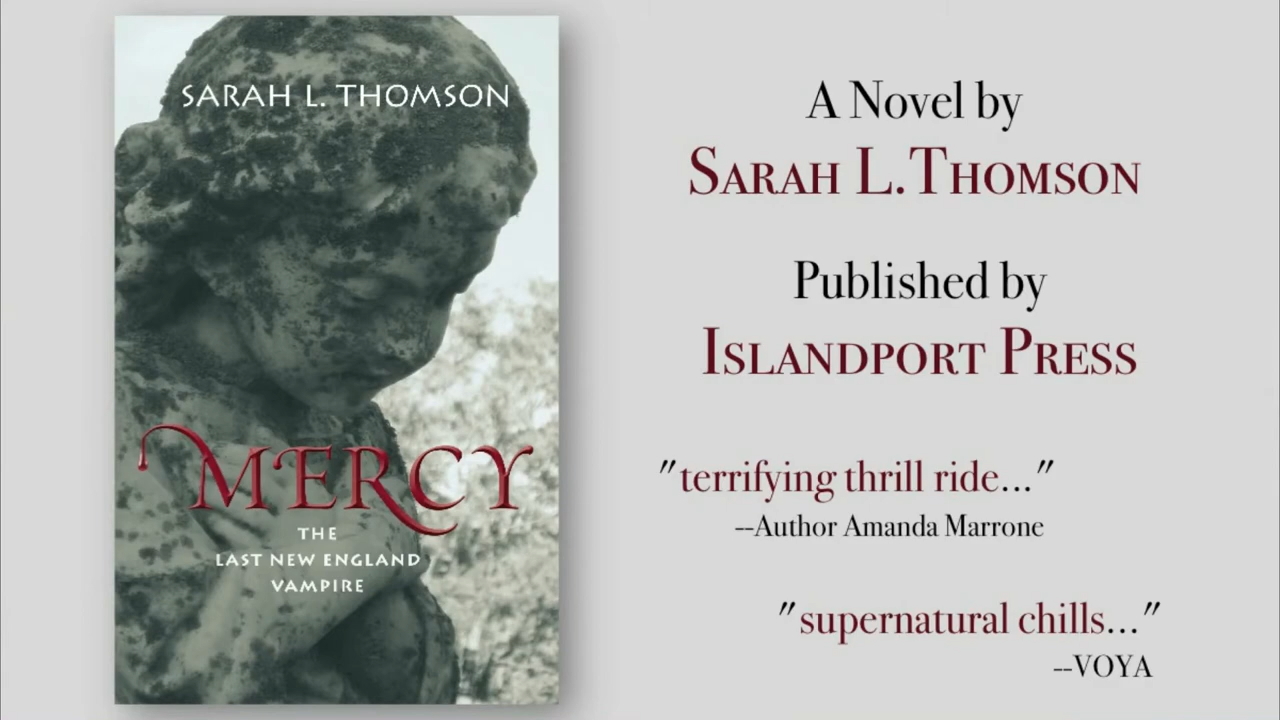 SARAH L. THOMSON
MERCY
THE
LAST NEW ENGLAND
VAMPIRE
A Novel by
SARAH L. THOMSON
Published by
ISLANDPORT PRESS
"terrifying thrill ride..."
--Author Amanda Marrone
"supernatural chills..."
--VOYA